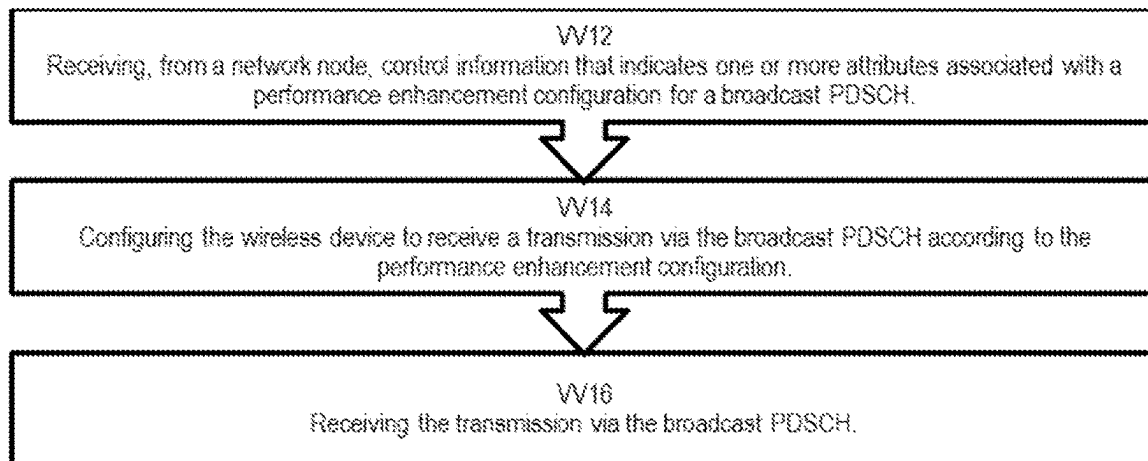 VV12
Receiving, from a network node, control information that indicates one or more attributes associated with a
performance enhancement configuration for a broadcast PDSCH.
VV14
Configuring the wireless device to receive a transmission via the broadcast PDSCH according to the
performance enhancement configuration.
VV16
Receiving the transmission via the broadcast PDSCH.